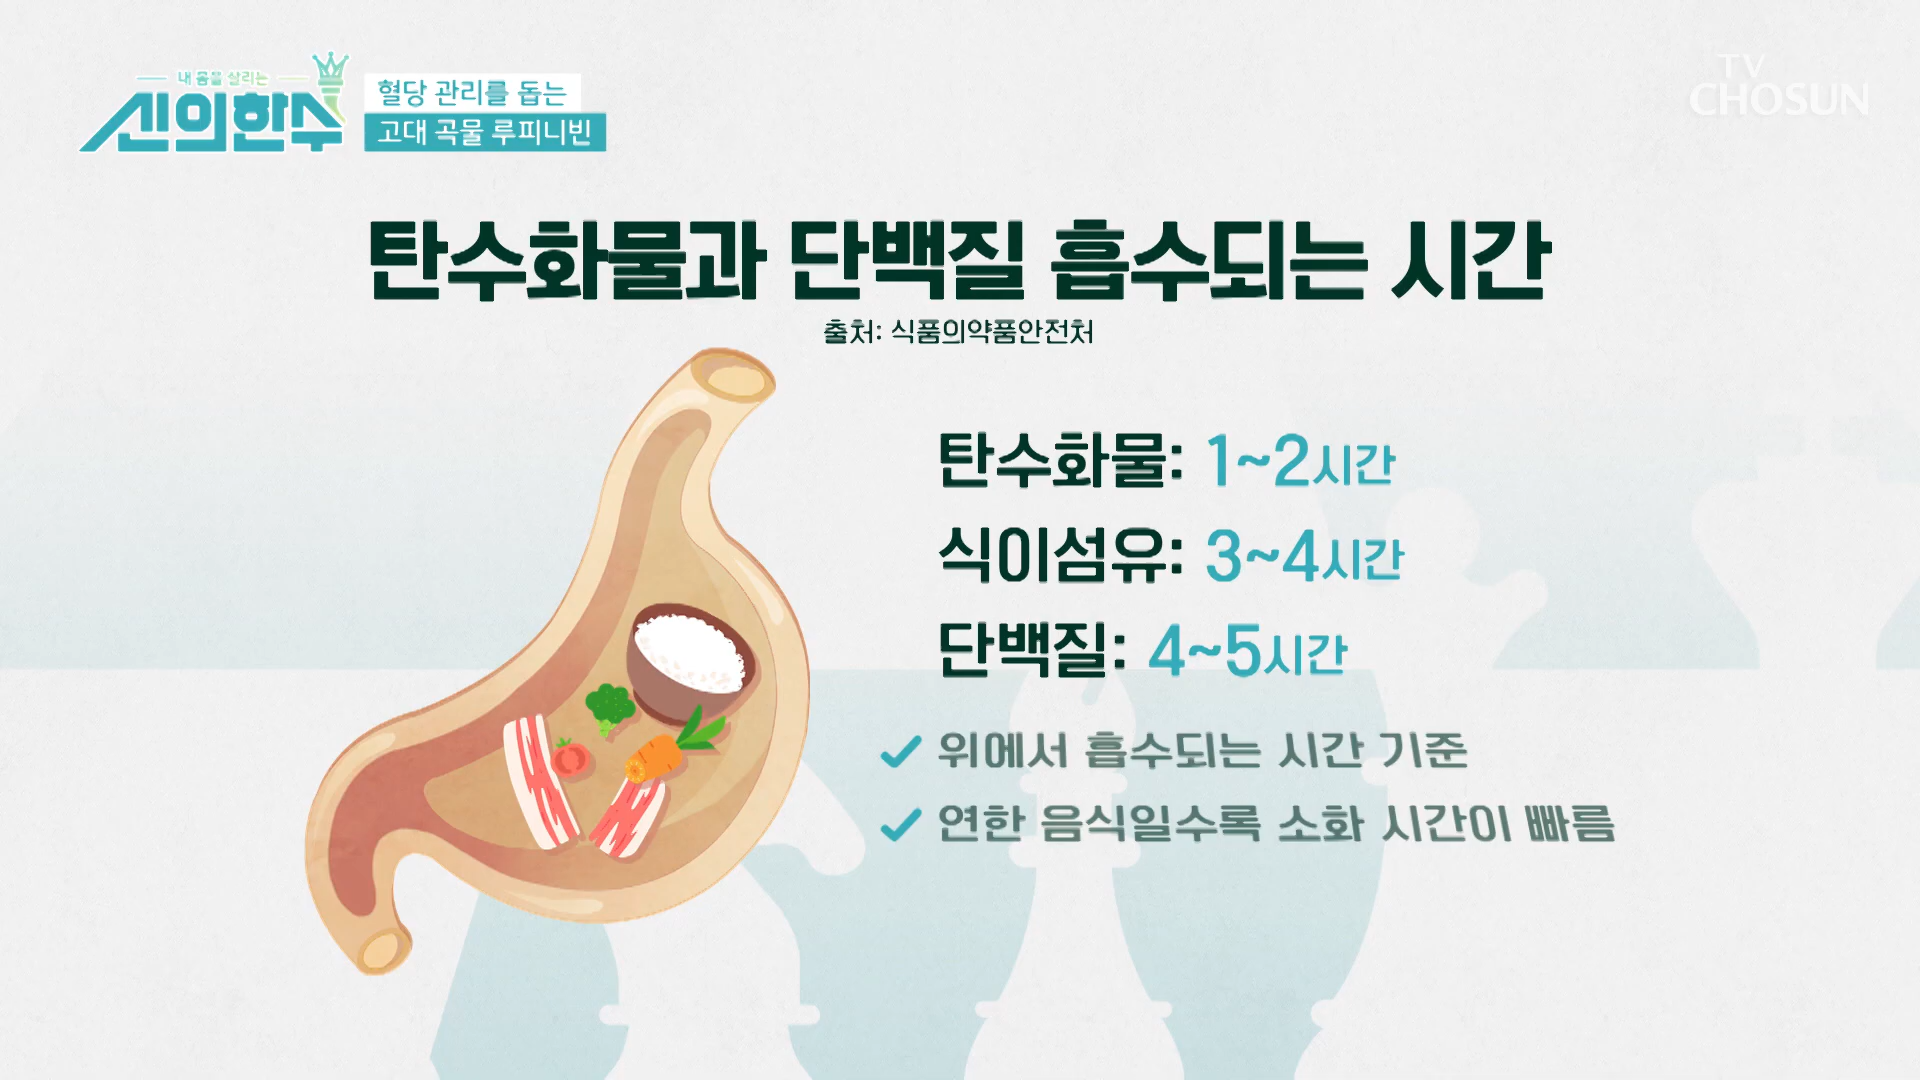 내 몸을 살리는
신의한수
혈당 관리를 돕는
고대 곡물 루피니빈
TV
CHOSUN
탄수화물과 단백질 흡수되는 시간
출처: 식품의약품안전처
탄수화물: 1~2시간
식이섬유: 3~4시간
단백질: 4~5시간
위에서 흡수되는 시간 기준
연한 음식일수록 소화 시간이 빠름